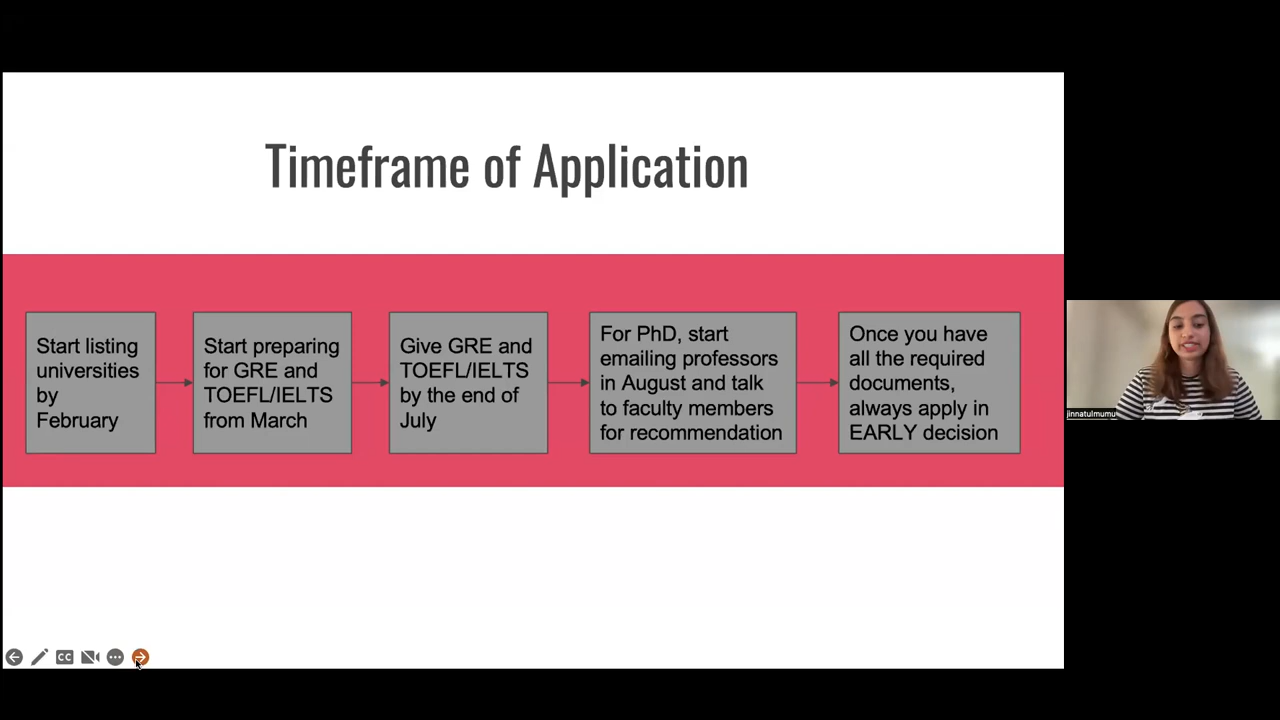 Timeframe of Application
Start listing
universities
by
February
Start preparing
for GRE and
TOEFL/IELTS
from March
Give GRE and
TOEFL/IELTS
by the end of
July
For PhD, start
emailing professors
in August and talk
to faculty members
for recommendation
Once you have
all the required
documents,
always apply in
EARLY decision
jinnatulmumu
CC